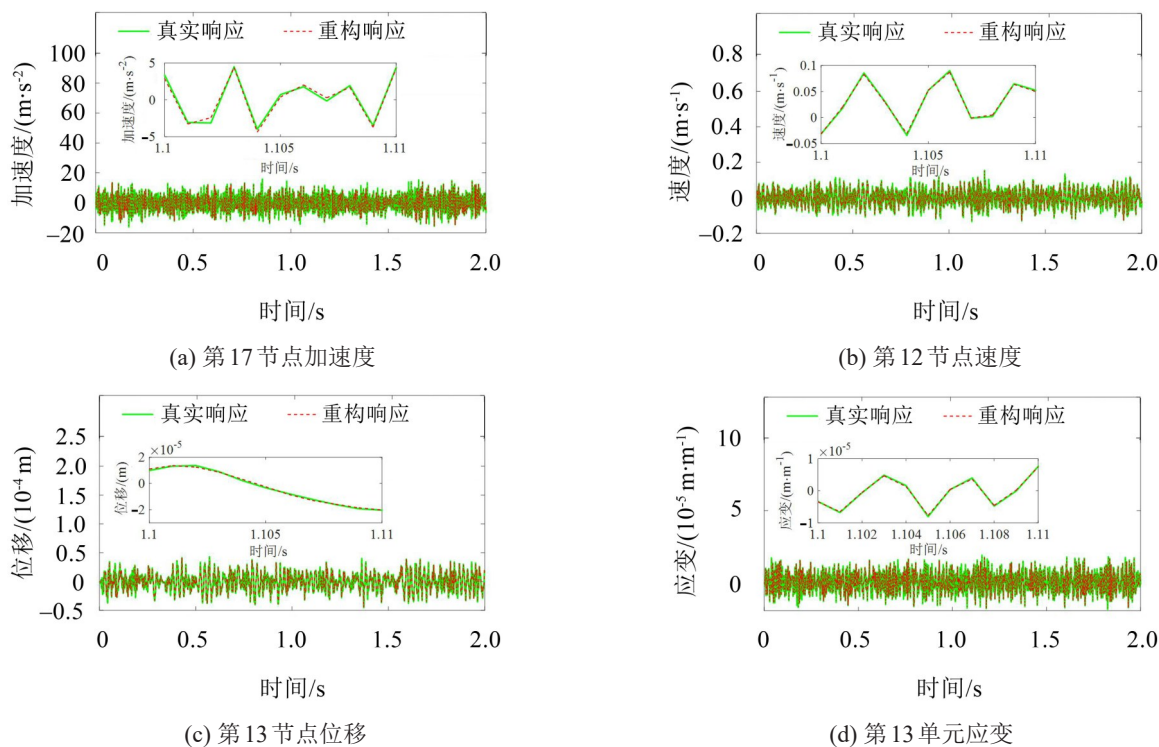 真实响应 重构响应
加速度/(m·s⁻²)
100
80
60
40
20
0
–20
0 0.5 1.0 1.5 2.0
时间/s
加速度/(m·s⁻²)
5
0
−5
1.1 1.105 1.11
时间/s
(a) 第17节点加速度
真实响应 重构响应
速度/(m·s⁻¹)
0.8
0.6
0.4
0.2
0
–0.2
0 0.5 1.0 1.5 2.0
时间/s
速度/(m·s⁻¹)
0.1
0.05
0
−0.05
1.1 1.105 1.11
时间/s
(b) 第12节点速度
真实响应 重构响应
位移/(10⁻⁴ m)
2.5
2.0
1.5
1.0
0.5
0
–0.5
0 0.5 1.0 1.5 2.0
时间/s
×10⁻⁵
位移/(m)
2
0
−2
1.1 1.105 1.11
时间/s
(c) 第13节点位移
真实响应 重构响应
应变/(10⁻⁵ m·m⁻¹)
10
5
0
0 0.5 1.0 1.5 2.0
时间/s
×10⁻⁵
应变/(m·m⁻¹)
1
0
−1
1.1 1.102 1.104 1.106 1.108 1.11
时间/s
(d) 第13单元应变